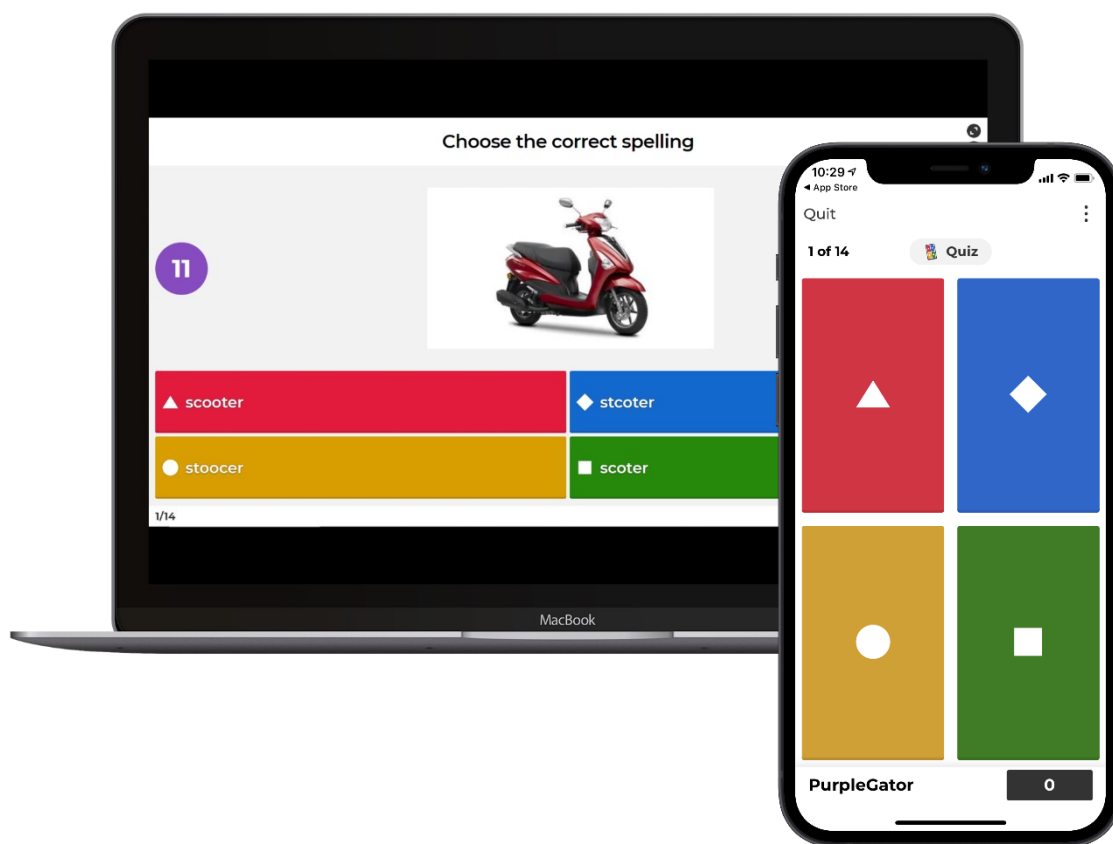 Choose the correct spelling
11
scooter
stcoter
stoocer
scoter
1/14
MacBook
10:29
App Store
Quit
1 of 14
Quiz
PurpleGator
0